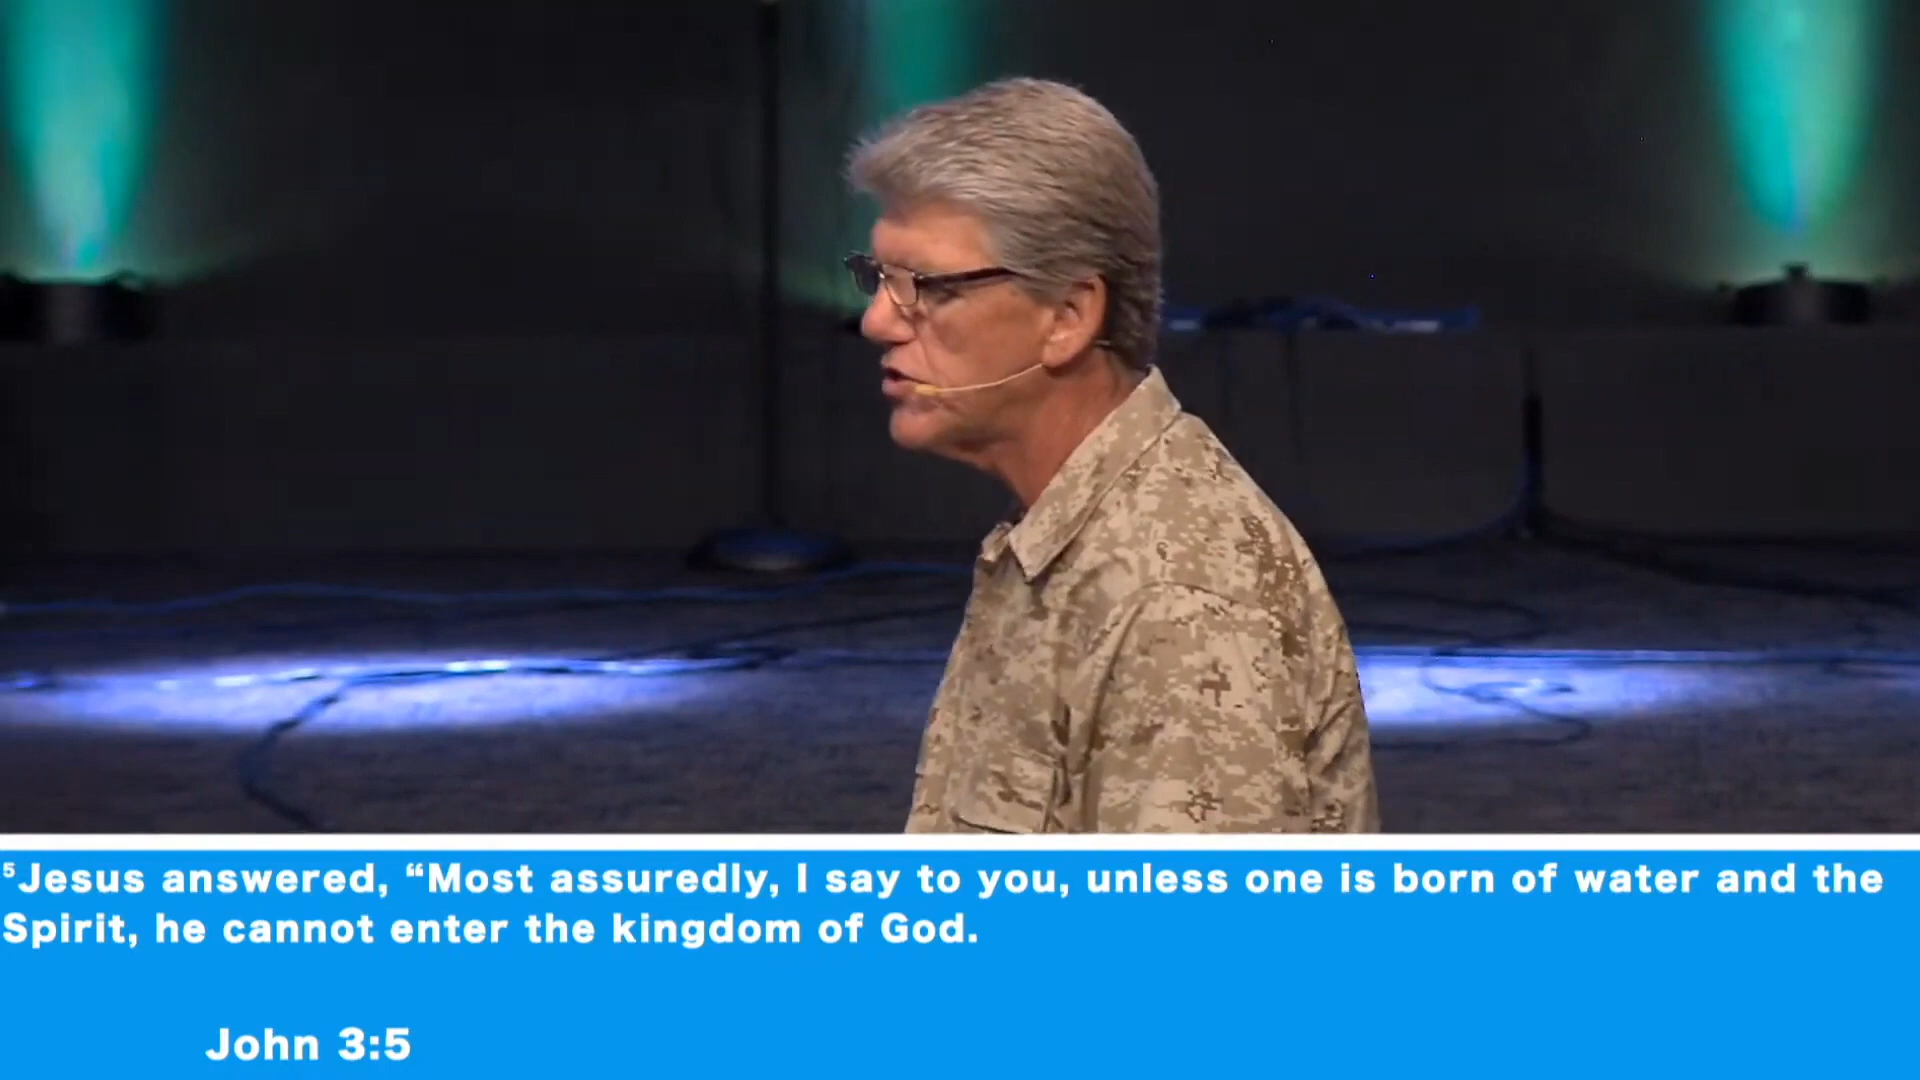 ⁵Jesus answered, “Most assuredly, I say to you, unless one is born of water and the
Spirit, he cannot enter the kingdom of God.
John 3:5